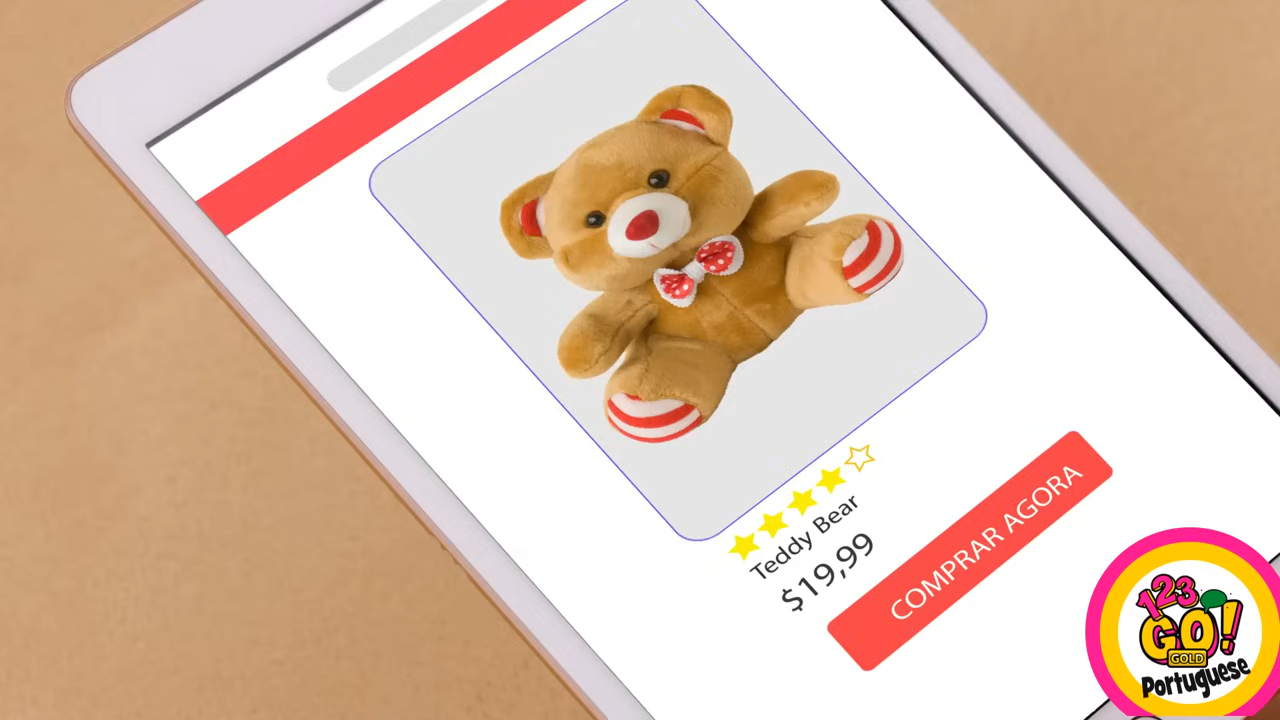 Teddy Bear
$19,99
COMPRAR AGORA
123
GO!
GOLD
Portuguese